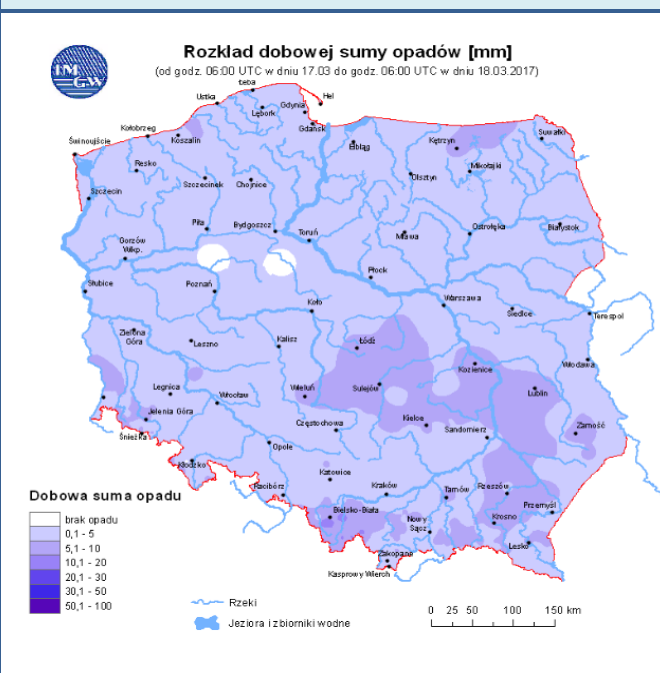 Rozkład dobowej sumy opadów [mm]
(od godz. 06:00 UTC w dniu 17.03 do godz. 06:00 UTC w dniu 18.03.2017)
IM
GW
Łeba
Hel
Ustka
Gdynia
Lębork
Gdańsk
Kołobrzeg
Koszalin
Suwałki
Świnoujście
Elbląg
Kętrzyn
Resko
Mikołajki
Szczecinek
Chojnice
Olsztyn
Szczecin
Piła
Bydgoszcz
Toruń
Mława
Ostrołęka
Białystok
Gorzów
Wlkp.
Płock
Słubice
Poznań
Koło
Warszawa
Siedlce
Terespol
Zielona
Góra
Leszno
Kalisz
Łódź
Kozienice
Włodawa
Legnica
Wrocław
Wieluń
Sulejów
Lublin
Jelenia Góra
Kielce
Zamość
Śnieżka
Częstochowa
Sandomierz
Opole
Kłodzko
Katowice
Racibórz
Kraków
Tarnów
Rzeszów
Bielsko-Biała
Nowy
Sącz
Krosno
Przemyśl
Lesko
Zakopane
Kasprowy Wierch
Dobowa suma opadu
brak opadu
0,1 - 5
5,1 - 10
10,1 - 20
20,1 - 30
30,1 - 50
50,1 - 100
Rzeki
Jeziora i zbiorniki wodne
0 25 50 100 150 km